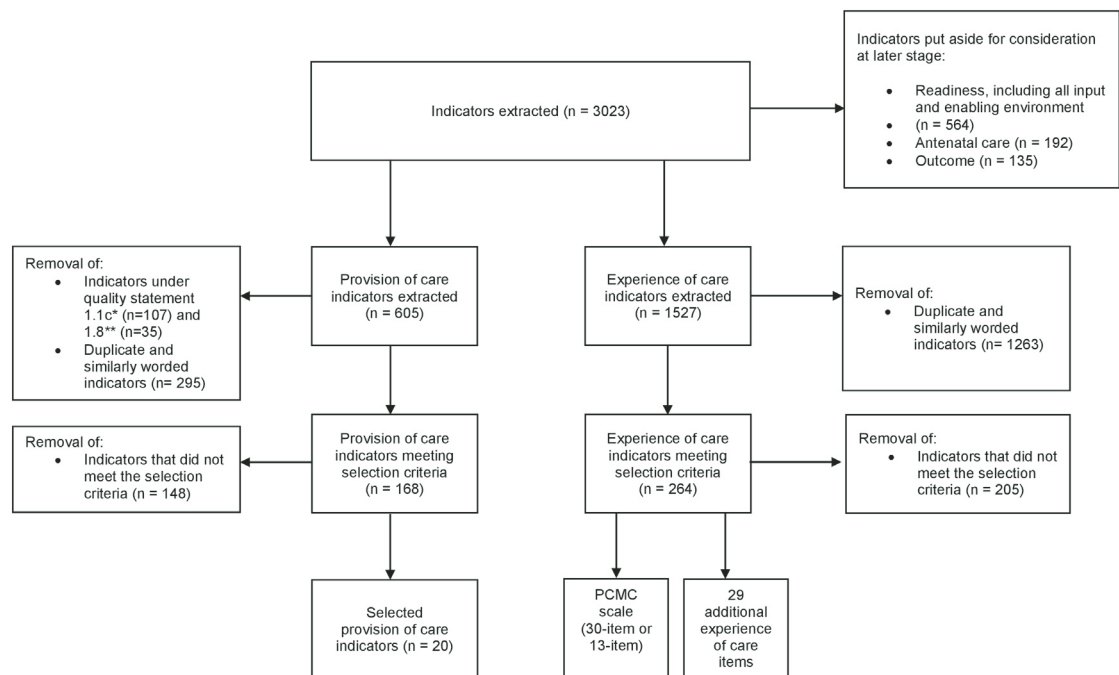 Indicators extracted (n = 3023)
Indicators put aside for consideration
at later stage:
• Readiness, including all input
and enabling environment
• (n = 564)
• Antenatal care (n = 192)
• Outcome (n = 135)
Removal of:
• Indicators under
quality statement
1.1c* (n=107) and
1.8** (n=35)
• Duplicate and
similarly worded
indicators (n= 295)
Provision of care
indicators extracted
(n = 605)
Experience of care
indicators extracted
(n = 1527)
Removal of:
• Duplicate and
similarly worded
indicators (n= 1263)
Removal of:
• Indicators that did not
meet the selection
criteria (n = 148)
Provision of care
indicators meeting
selection criteria
(n = 168)
Experience of care
indicators meeting
selection criteria
(n = 264)
Removal of:
• Indicators that did not
meet the selection
criteria (n = 205)
Selected
provision of care
indicators (n = 20)
PCMC
scale
(30-item or
13-item)
29
additional
experience
of care
items